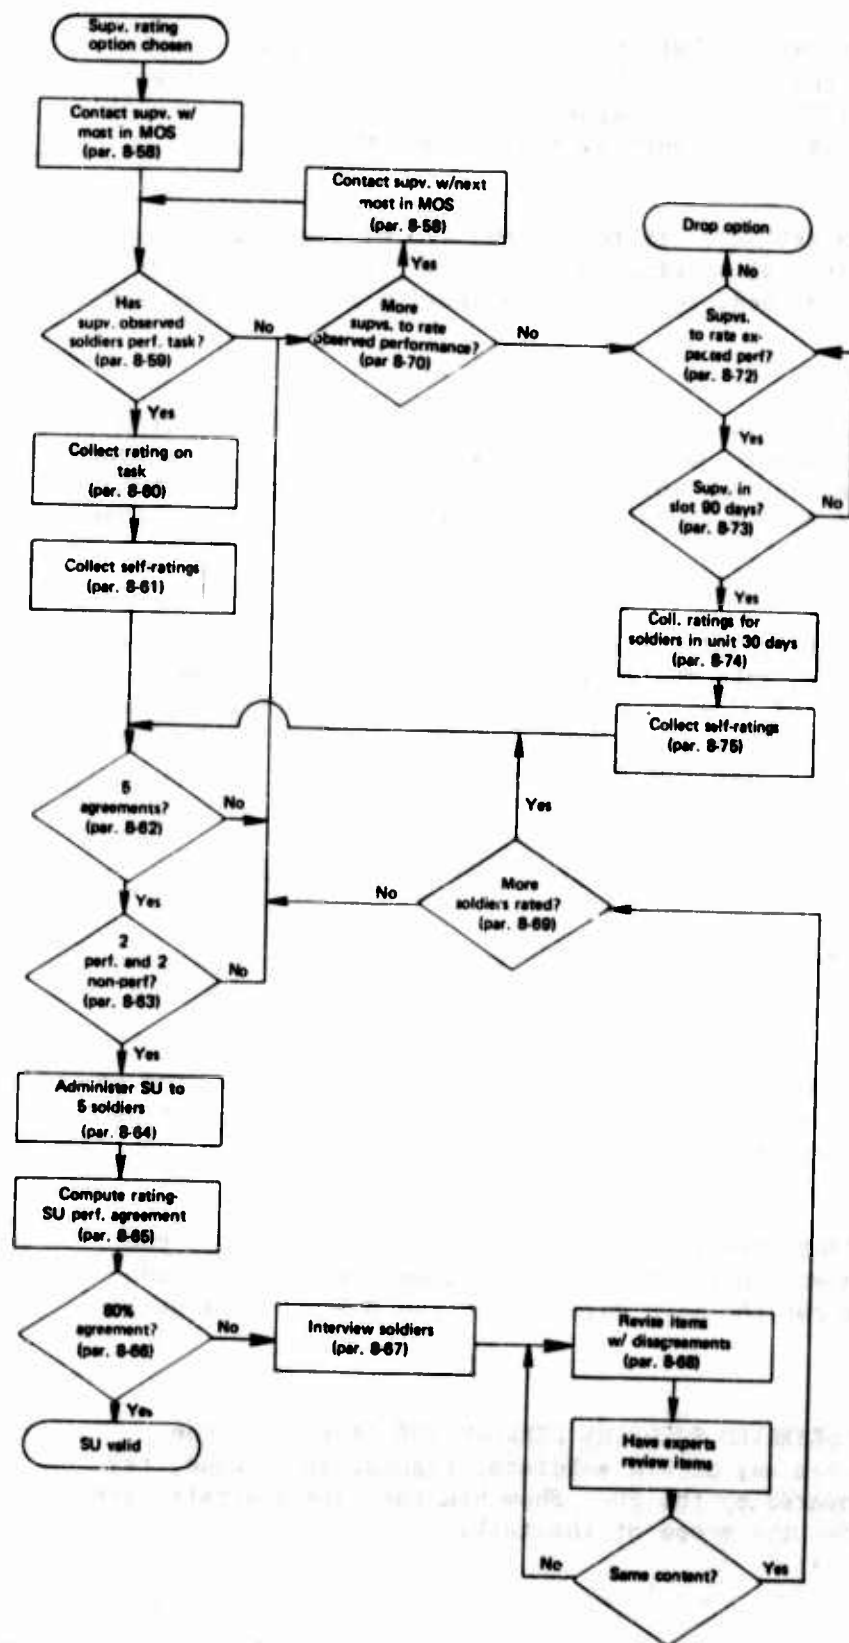 Supv. rating
option chosen
Contact supv. w/
most in MOS
(par. 8-58)
Contact supv. w/next
most in MOS
(par. 8-58)
Drop option
Yes
No
Has
supv. observed
soldiers perf. task?
(par. 8-59)
No
More
supvs. to rate
observed performance?
(par 8-70)
No
Supvs.
to rate ex-
pected perf?
(par. 8-72)
Yes
Yes
Collect rating on
task
(par. 8-60)
Supv. in
slot 90 days?
(par. 8-73)
No
Collect self-ratings
(par. 8-61)
Yes
Coll. ratings for
soldiers in unit 30 days
(par. 8-74)
Collect self-ratings
(par. 8-75)
5
agreements?
(par. 8-62)
No
Yes
Yes
More
soldiers rated?
(par. 8-69)
No
2
perf. and 2
non-perf?
(par. 8-63)
No
Yes
Administer SU to
5 soldiers
(par. 8-64)
Compute rating-
SU perf. agreement
(par. 8-65)
80%
agreement?
(par. 8-66)
No
Interview soldiers
(par. 8-67)
Revise items
w/ disagreements
(par. 8-68)
Yes
SU valid
Have experts
review items
No
Same content?
Yes